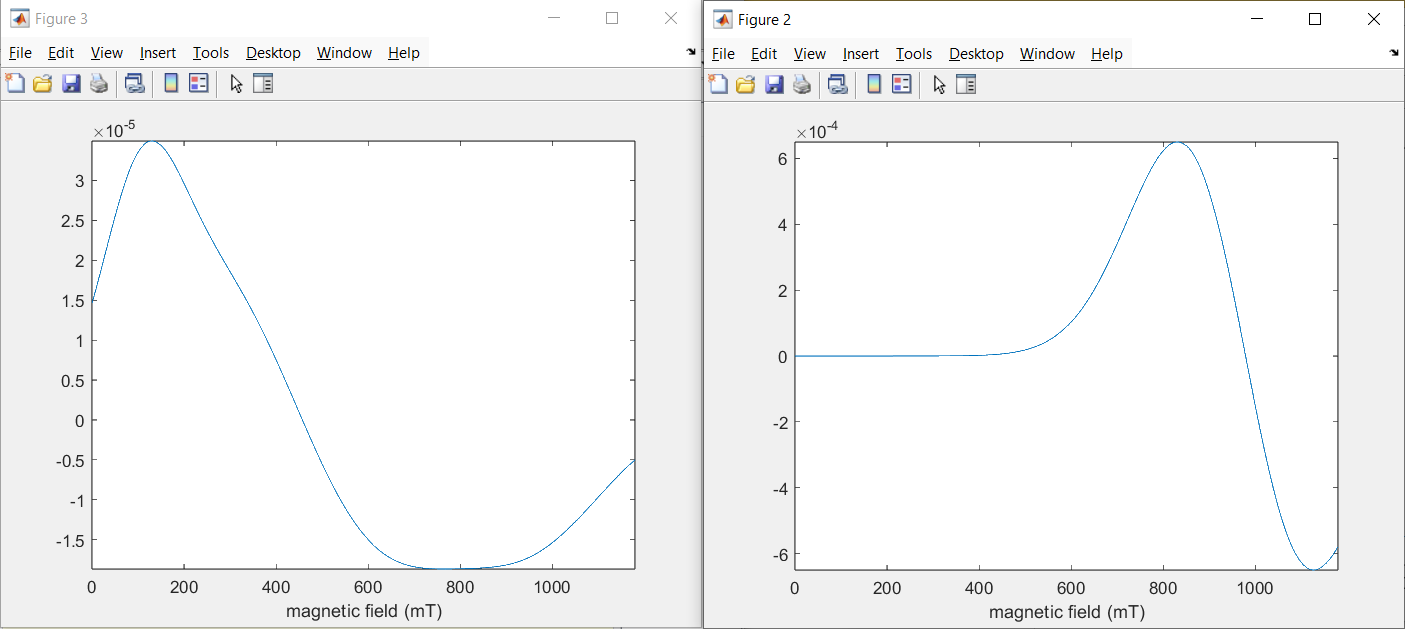 Figure 3
File Edit View Insert Tools Desktop Window Help
×10-5
3
2.5
2
1.5
1
0.5
0
-0.5
-1
-1.5
0 200 400 600 800 1000
magnetic field (mT)
Figure 2
File Edit View Insert Tools Desktop Window Help
×10-4
6
4
2
0
-2
-4
-6
0 200 400 600 800 1000
magnetic field (mT)